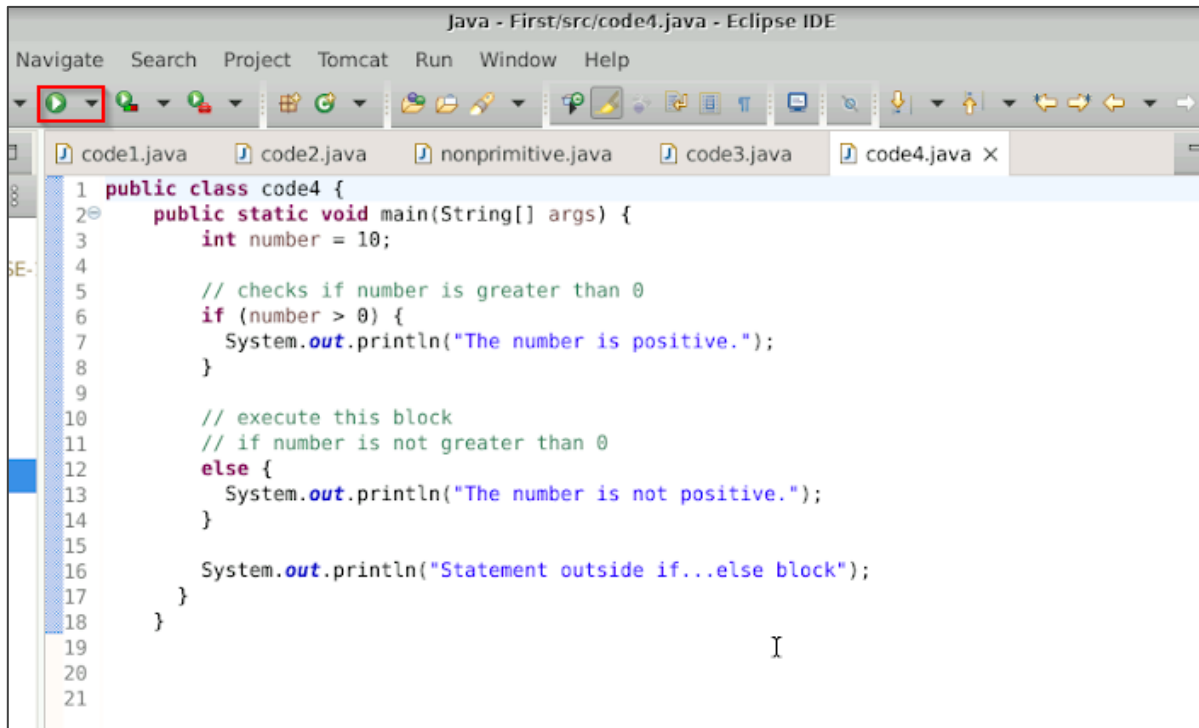 Java - First/src/code4.java - Eclipse IDE
Navigate Search Project Tomcat Run Window Help
code1.java code2.java nonprimitive.java code3.java code4.java
1 public class code4 {
2 public static void main(String[] args) {
3 int number = 10;
4
5 // checks if number is greater than 0
6 if (number > 0) {
7 System.out.println("The number is positive.");
8 }
9
10 // execute this block
11 // if number is not greater than 0
12 else {
13 System.out.println("The number is not positive.");
14 }
15
16 System.out.println("Statement outside if...else block");
17 }
18 }
19
20
21